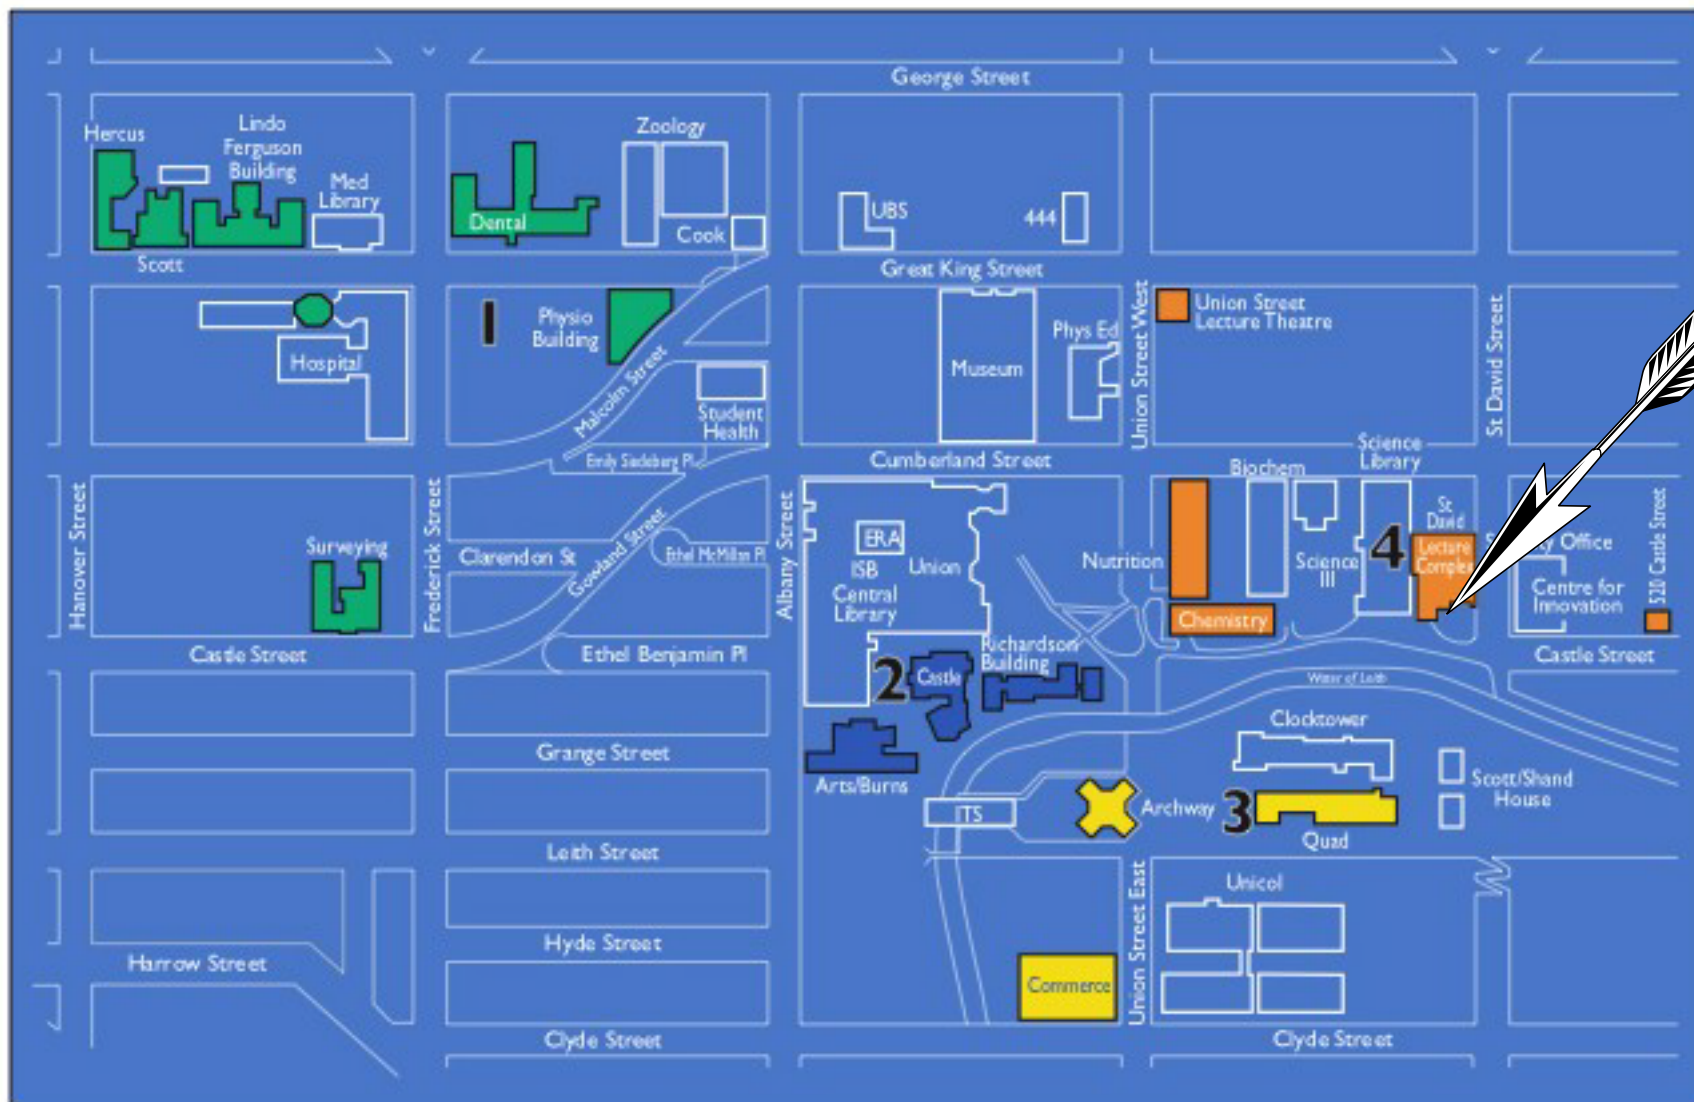 George Street
Hercus
Lindo
Ferguson
Building
Med
Library
Zoology
Dental
Cook
UBS
444
Scott
Great King Street
Hospital
1
Physio
Building
Malcolm Street
Student
Health
Museum
Phys Ed
Union Street West
Union Street
Lecture Theatre
St David Street
Emily Siedeberg Pl
Cumberland Street
Science
Library
Biochem
Hanover Street
Surveying
Frederick Street
Clarendon St
Gowland Street
Ethel McMillan Pl
Albany Street
ERA
ISB
Central
Library
Union
Nutrition
Science
III
4
St
David
Lecture
Complex
Office
Centre for
Innovation
520 Castle Street
Chemistry
Castle Street
Ethel Benjamin Pl
2
Castle
Richardson
Building
Castle Street
Water of Leith
Clocktower
Grange Street
Arts/Burns
ITS
Archway
3
Quad
Scott/Shand
House
Leith Street
Unicol
Harrow Street
Hyde Street
Commerce
Union Street East
Clyde Street
Clyde Street